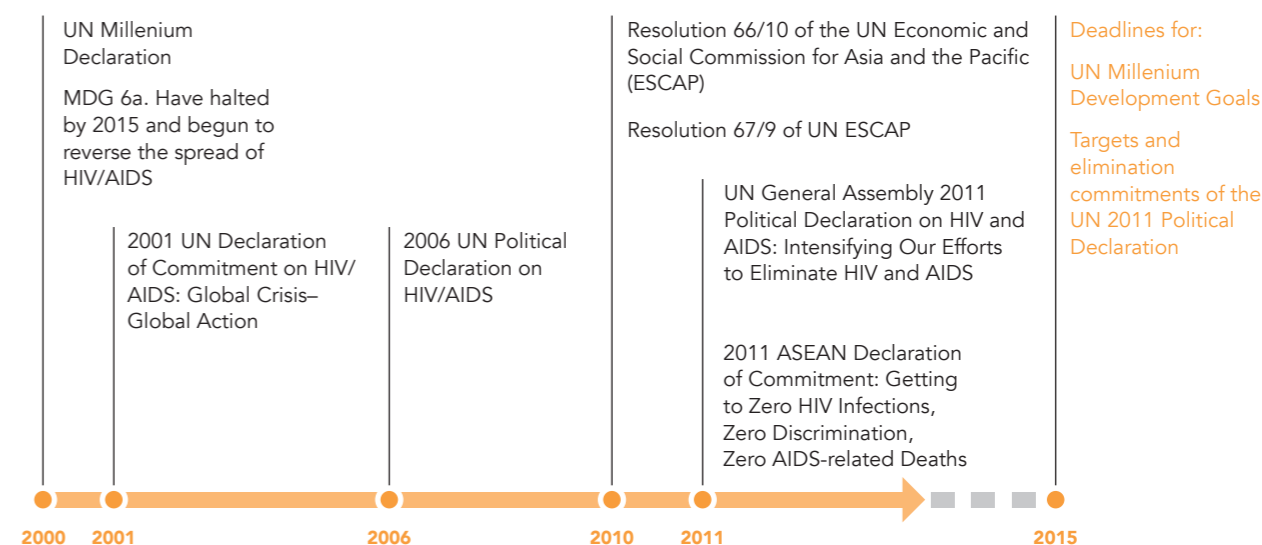 UN Millenium
Declaration
MDG 6a. Have halted
by 2015 and begun to
reverse the spread of
HIV/AIDS
2001 UN Declaration
of Commitment on HIV/
AIDS: Global Crisis–
Global Action
2006 UN Political
Declaration on
HIV/AIDS
Resolution 66/10 of the UN Economic and
Social Commission for Asia and the Pacific
(ESCAP)
Resolution 67/9 of UN ESCAP
UN General Assembly 2011
Political Declaration on HIV and
AIDS: Intensifying Our Efforts
to Eliminate HIV and AIDS
2011 ASEAN Declaration
of Commitment: Getting
to Zero HIV Infections,
Zero Discrimination,
Zero AIDS-related Deaths
Deadlines for:
UN Millenium
Development Goals
Targets and
elimination
commitments of the
UN 2011 Political
Declaration
2000
2001
2006
2010
2011
2015